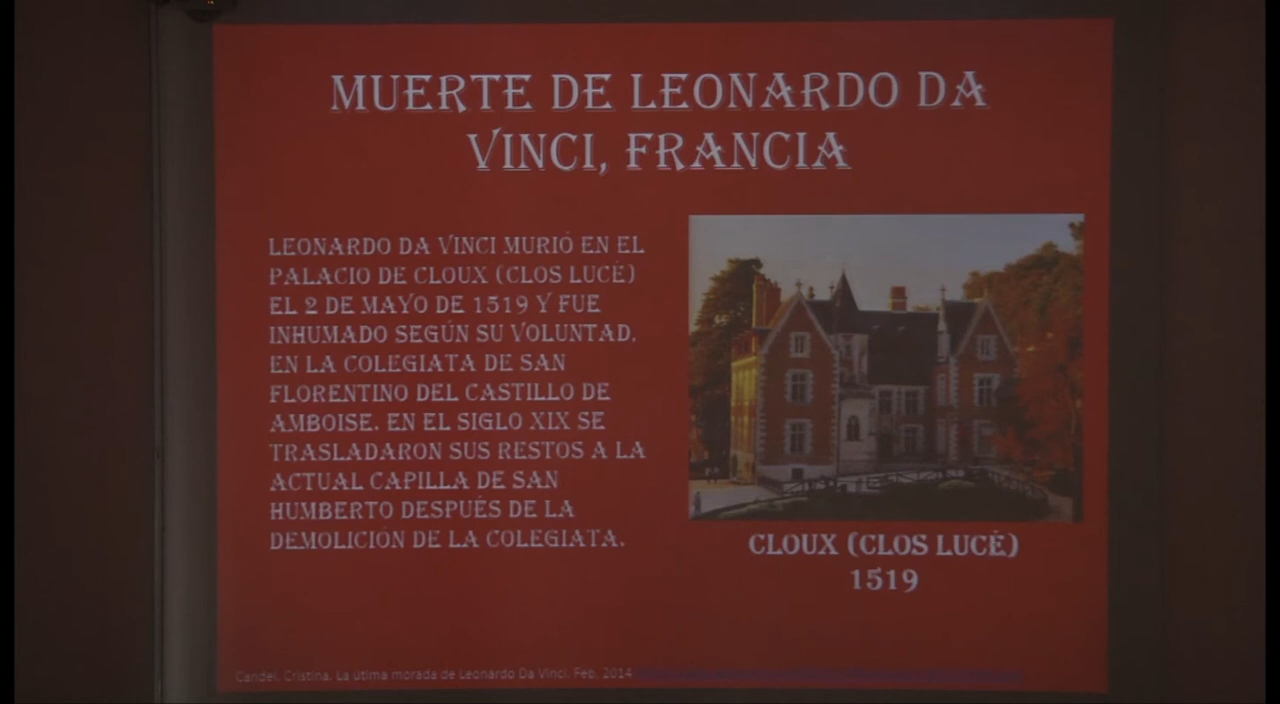 MUERTE DE LEONARDO DA
VINCI, FRANCIA
LEONARDO DA VINCI MURIÓ EN EL
PALACIO DE CLOUX (CLOS LUCÉ)
EL 2 DE MAYO DE 1519 Y FUE
INHUMADO SEGÚN SU VOLUNTAD,
EN LA COLEGIATA DE SAN
FLORENTINO DEL CASTILLO DE
AMBOISE. EN EL SIGLO XIX SE
TRASLADARON SUS RESTOS A LA
ACTUAL CAPILLA DE SAN
HUMBERTO DESPUÉS DE LA
DEMOLICIÓN DE LA COLEGIATA.
CLOUX (CLOS LUCÉ)
1519
Candel, Cristina. La útima morada de Leonardo Da Vinci. Feb, 2014